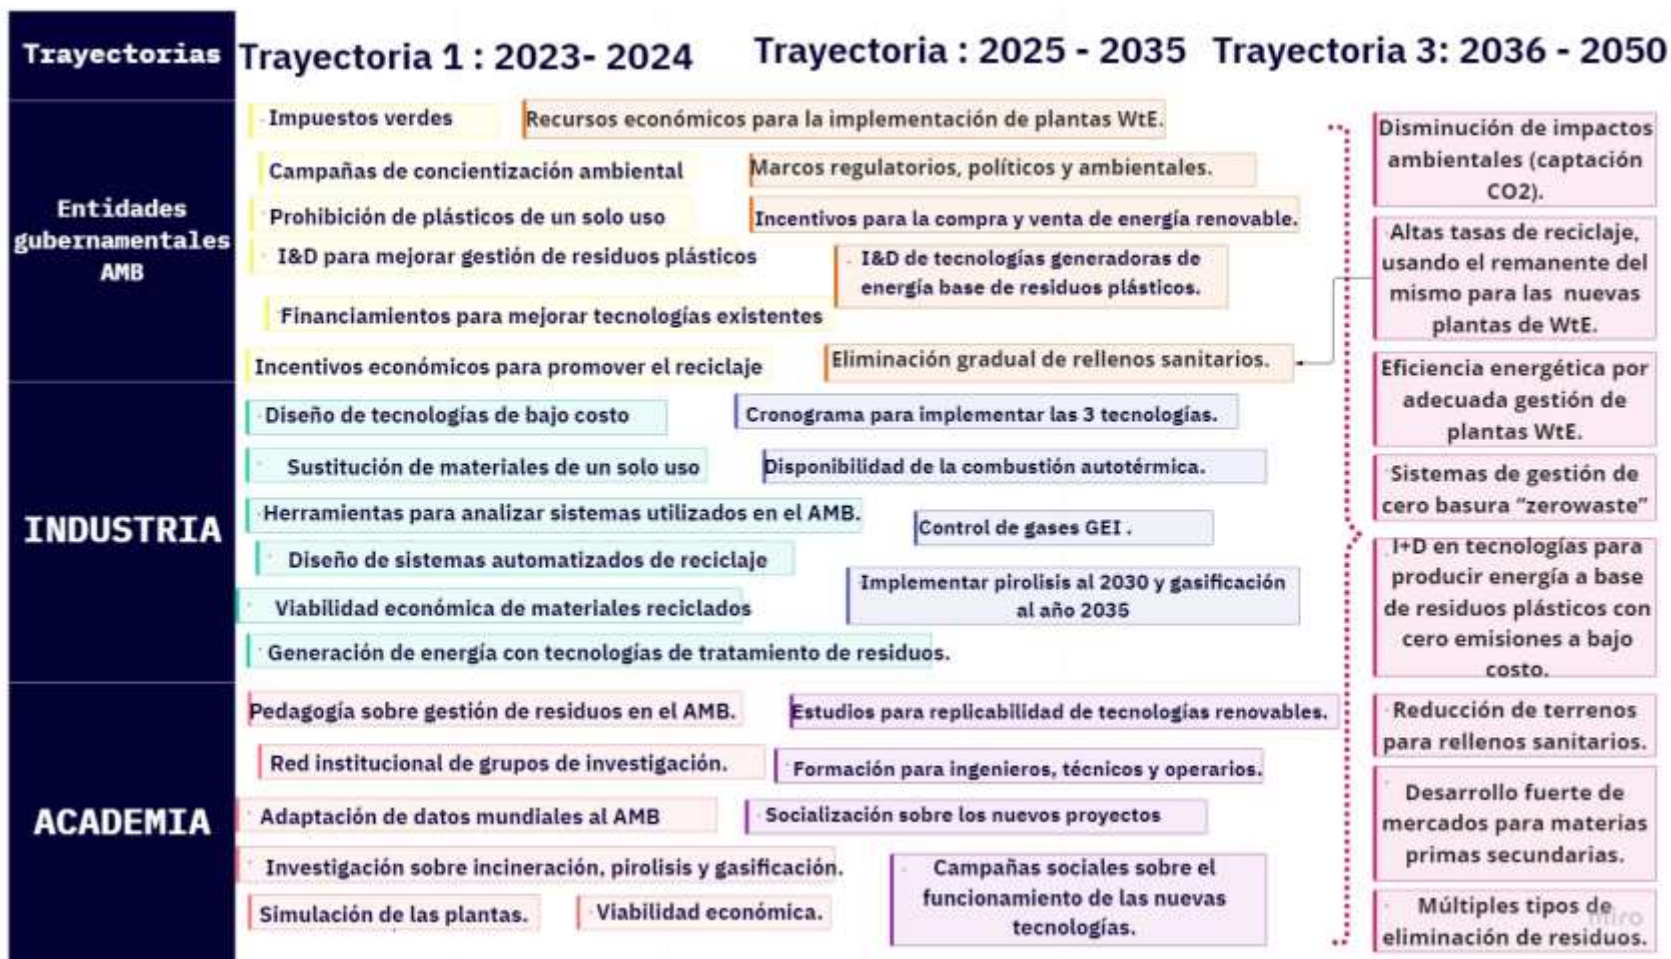 Trayectorias
Trayectoria 1 : 2023- 2024
Trayectoria : 2025 - 2035
Trayectoria 3: 2036 - 2050
Entidades
gubernamentales
AMB
Impuestos verdes
Campañas de concientización ambiental
Prohibición de plásticos de un solo uso
I&D para mejorar gestión de residuos plásticos
Financiamientos para mejorar tecnologías existentes
Incentivos económicos para promover el reciclaje
Recursos económicos para la implementación de plantas WtE.
Marcos regulatorios, políticos y ambientales.
Incentivos para la compra y venta de energía renovable.
I&D de tecnologías generadoras de
energía base de residuos plásticos.
Eliminación gradual de rellenos sanitarios.
INDUSTRIA
Diseño de tecnologías de bajo costo
Sustitución de materiales de un solo uso
Herramientas para analizar sistemas utilizados en el AMB.
Diseño de sistemas automatizados de reciclaje
Viabilidad económica de materiales reciclados
Generación de energía con tecnologías de tratamiento de residuos.
Cronograma para implementar las 3 tecnologías.
Disponibilidad de la combustión autotérmica.
Control de gases GEI .
Implementar pirolisis al 2030 y gasificación
al año 2035
ACADEMIA
Pedagogía sobre gestión de residuos en el AMB.
Red institucional de grupos de investigación.
Adaptación de datos mundiales al AMB
Investigación sobre incineración, pirolisis y gasificación.
Simulación de las plantas.
Viabilidad económica.
Estudios para replicabilidad de tecnologías renovables.
Formación para ingenieros, técnicos y operarios.
Socialización sobre los nuevos proyectos
Campañas sociales sobre el
funcionamiento de las nuevas
tecnologías.
Disminución de impactos
ambientales (captación
CO2).
Altas tasas de reciclaje,
usando el remanente del
mismo para las nuevas
plantas de WtE.
Eficiencia energética por
adecuada gestión de
plantas WtE.
Sistemas de gestión de
cero basura “zerowaste”
I+D en tecnologías para
producir energía a base
de residuos plásticos con
cero emisiones a bajo
costo.
Reducción de terrenos
para rellenos sanitarios.
Desarrollo fuerte de
mercados para materias
primas secundarias.
Múltiples tipos de
eliminación de residuos.
miro